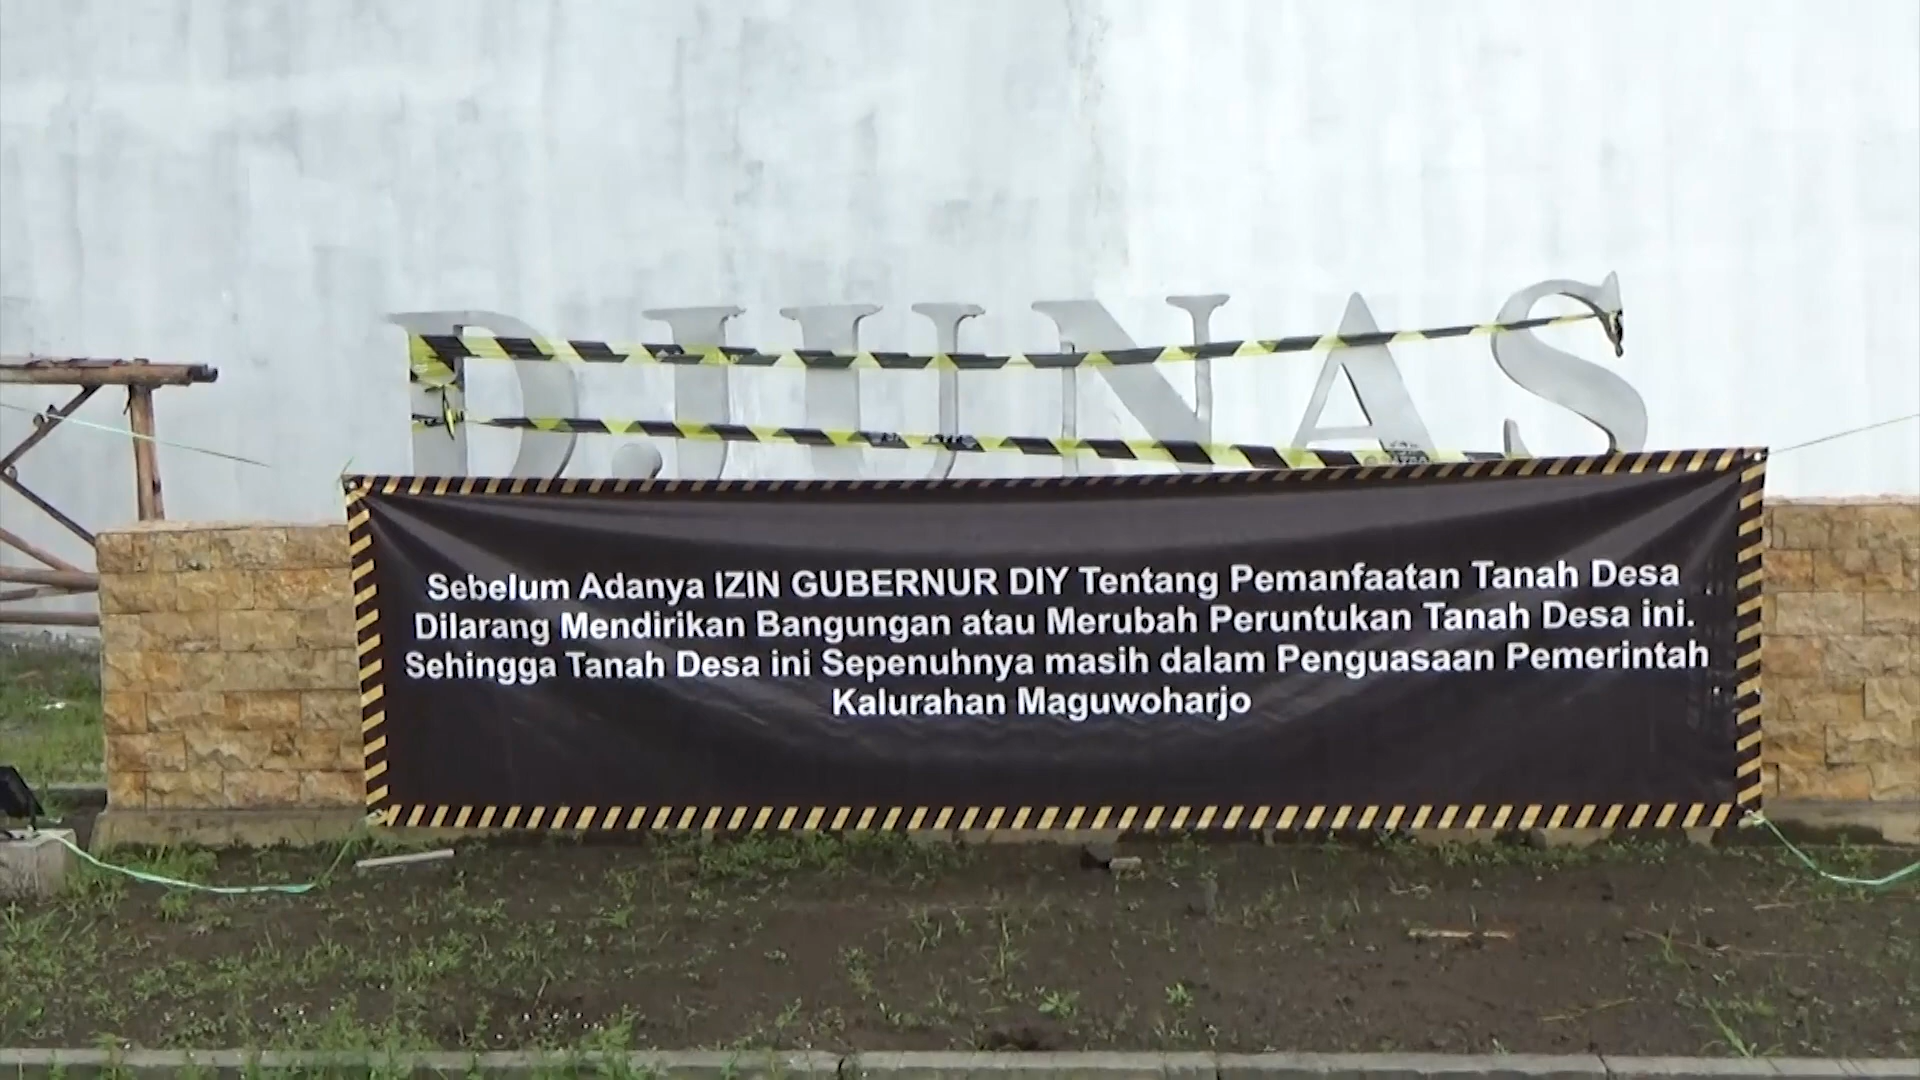 DJUNAS
Sebelum Adanya IZIN GUBERNUR DIY Tentang Pemanfaatan Tanah Desa
Dilarang Mendirikan Bangungan atau Merubah Peruntukan Tanah Desa ini.
Sehingga Tanah Desa ini Sepenuhnya masih dalam Penguasaan Pemerintah
Kalurahan Maguwoharjo